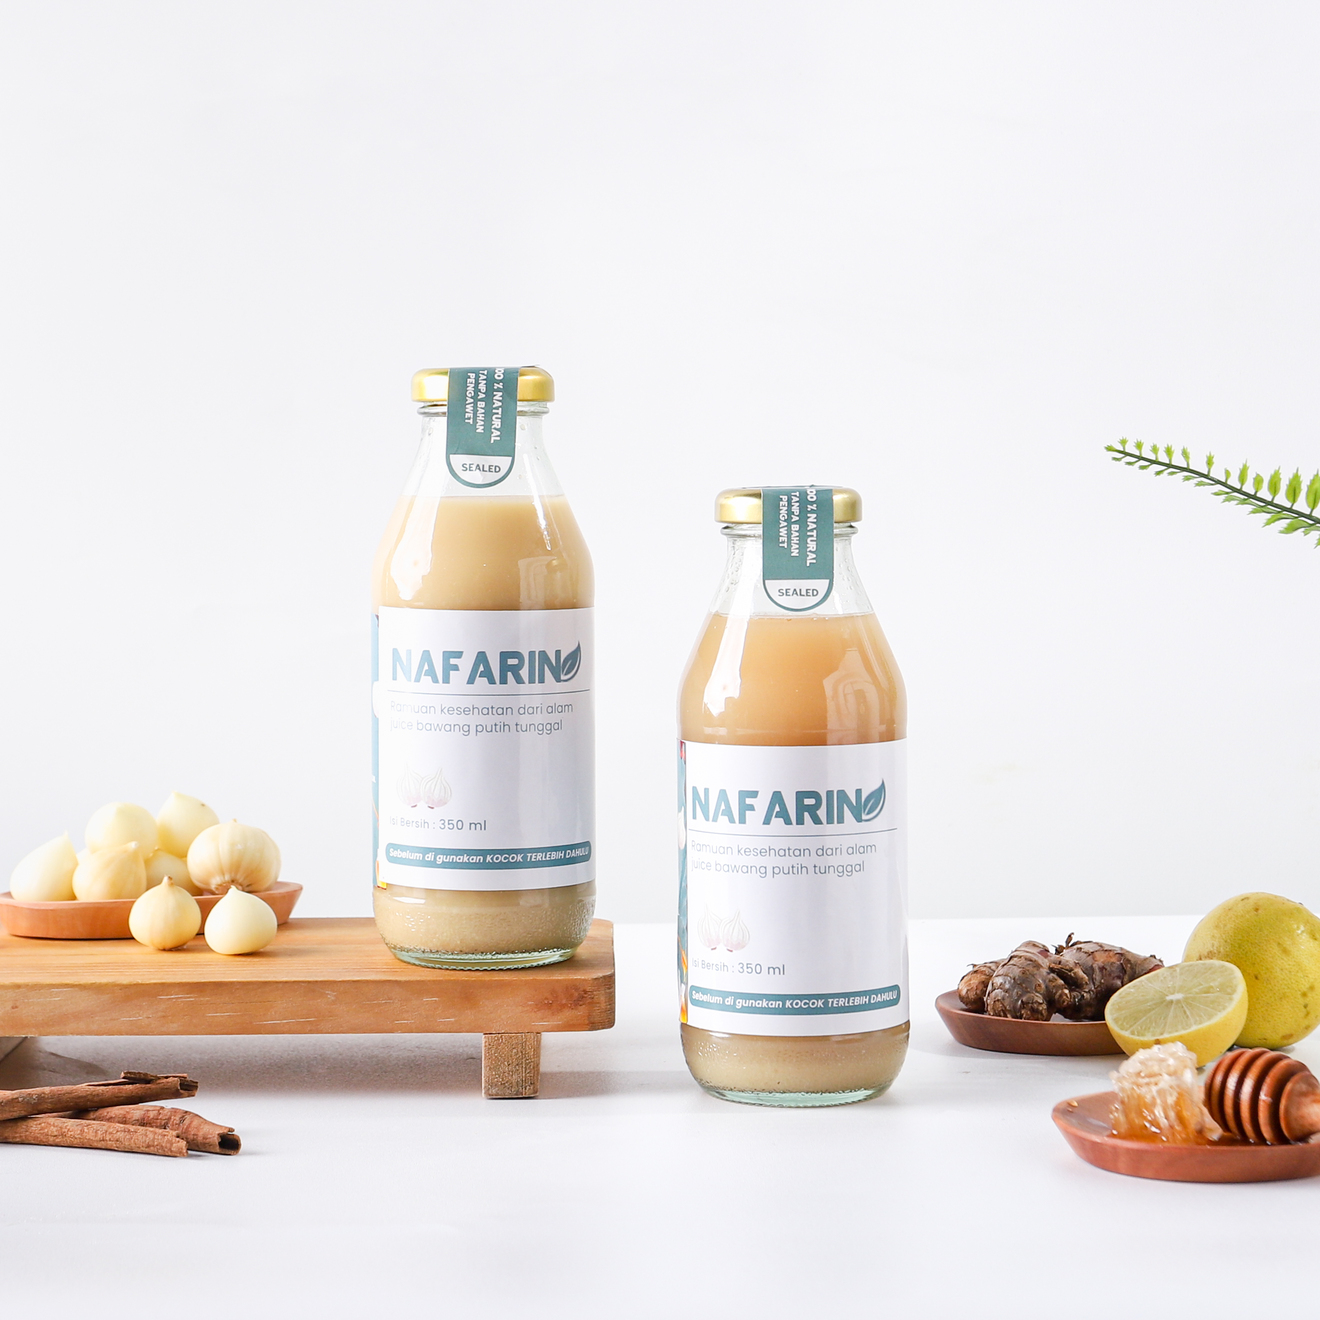 00 % NATURAL
TANPA BAHAN
PENGAWET
SEALED
NAFARIN
Ramuan kesehatan dari alam
juice bawang putih tunggal
Isi Bersih : 350 ml
Sebelum di gunakan KOCOK TERLEBIH DAHULU
00 % NATURAL
TANPA BAHAN
PENGAWET
SEALED
NAFARIN
Ramuan kesehatan dari alam
juice bawang putih tunggal
Isi Bersih : 350 ml
Sebelum di gunakan KOCOK TERLEBIH DAHULU